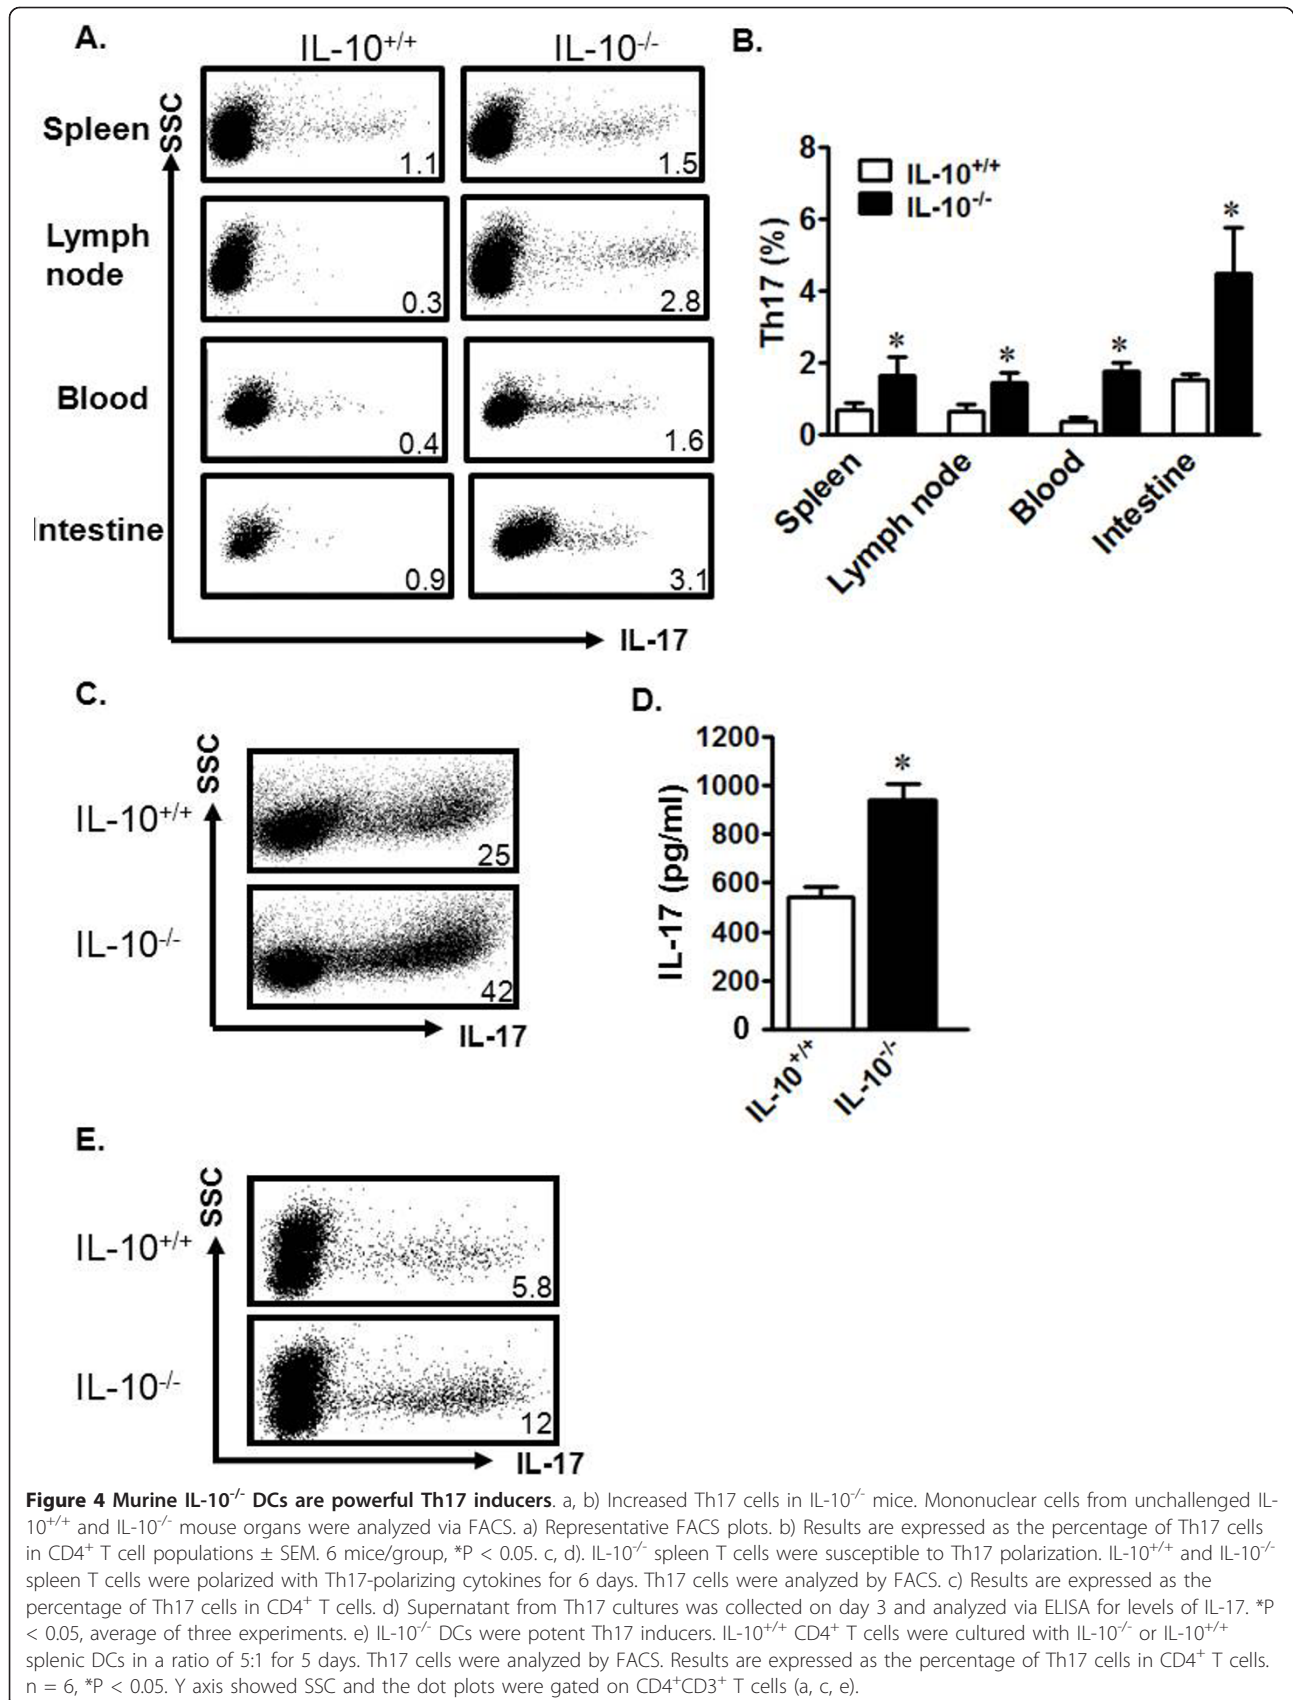 A.
IL-10+/+ IL-10-/-
SSC
Spleen
1.1
1.5
Lymph
node
0.3
2.8
Blood
0.4
1.6
Intestine
0.9
3.1
IL-17
B.
Th17 (%)
8
6
4
2
0
IL-10+/+
IL-10-/-
* * * *
Spleen
Lymph node
Blood
Intestine
C.
SSC
IL-10+/+
25
IL-10-/-
42
IL-17
D.
IL-17 (pg/ml)
1200
1000
800
600
400
200
0
*
IL-10+/+
IL-10-/-
E.
SSC
IL-10+/+
5.8
IL-10-/-
12
IL-17
Figure 4 Murine IL-10-/- DCs are powerful Th17 inducers. a, b) Increased Th17 cells in IL-10-/- mice. Mononuclear cells from unchallenged IL-
10+/+ and IL-10-/- mouse organs were analyzed via FACS. a) Representative FACS plots. b) Results are expressed as the percentage of Th17 cells
in CD4+ T cell populations ± SEM. 6 mice/group, *P < 0.05. c, d). IL-10-/- spleen T cells were susceptible to Th17 polarization. IL-10+/+ and IL-10-/-
spleen T cells were polarized with Th17-polarizing cytokines for 6 days. Th17 cells were analyzed by FACS. c) Results are expressed as the
percentage of Th17 cells in CD4+ T cells. d) Supernatant from Th17 cultures was collected on day 3 and analyzed via ELISA for levels of IL-17. *P
< 0.05, average of three experiments. e) IL-10-/- DCs were potent Th17 inducers. IL-10+/+ CD4+ T cells were cultured with IL-10-/- or IL-10+/+
splenic DCs in a ratio of 5:1 for 5 days. Th17 cells were analyzed by FACS. Results are expressed as the percentage of Th17 cells in CD4+ T cells.
n = 6, *P < 0.05. Y axis showed SSC and the dot plots were gated on CD4+CD3+ T cells (a, c, e).